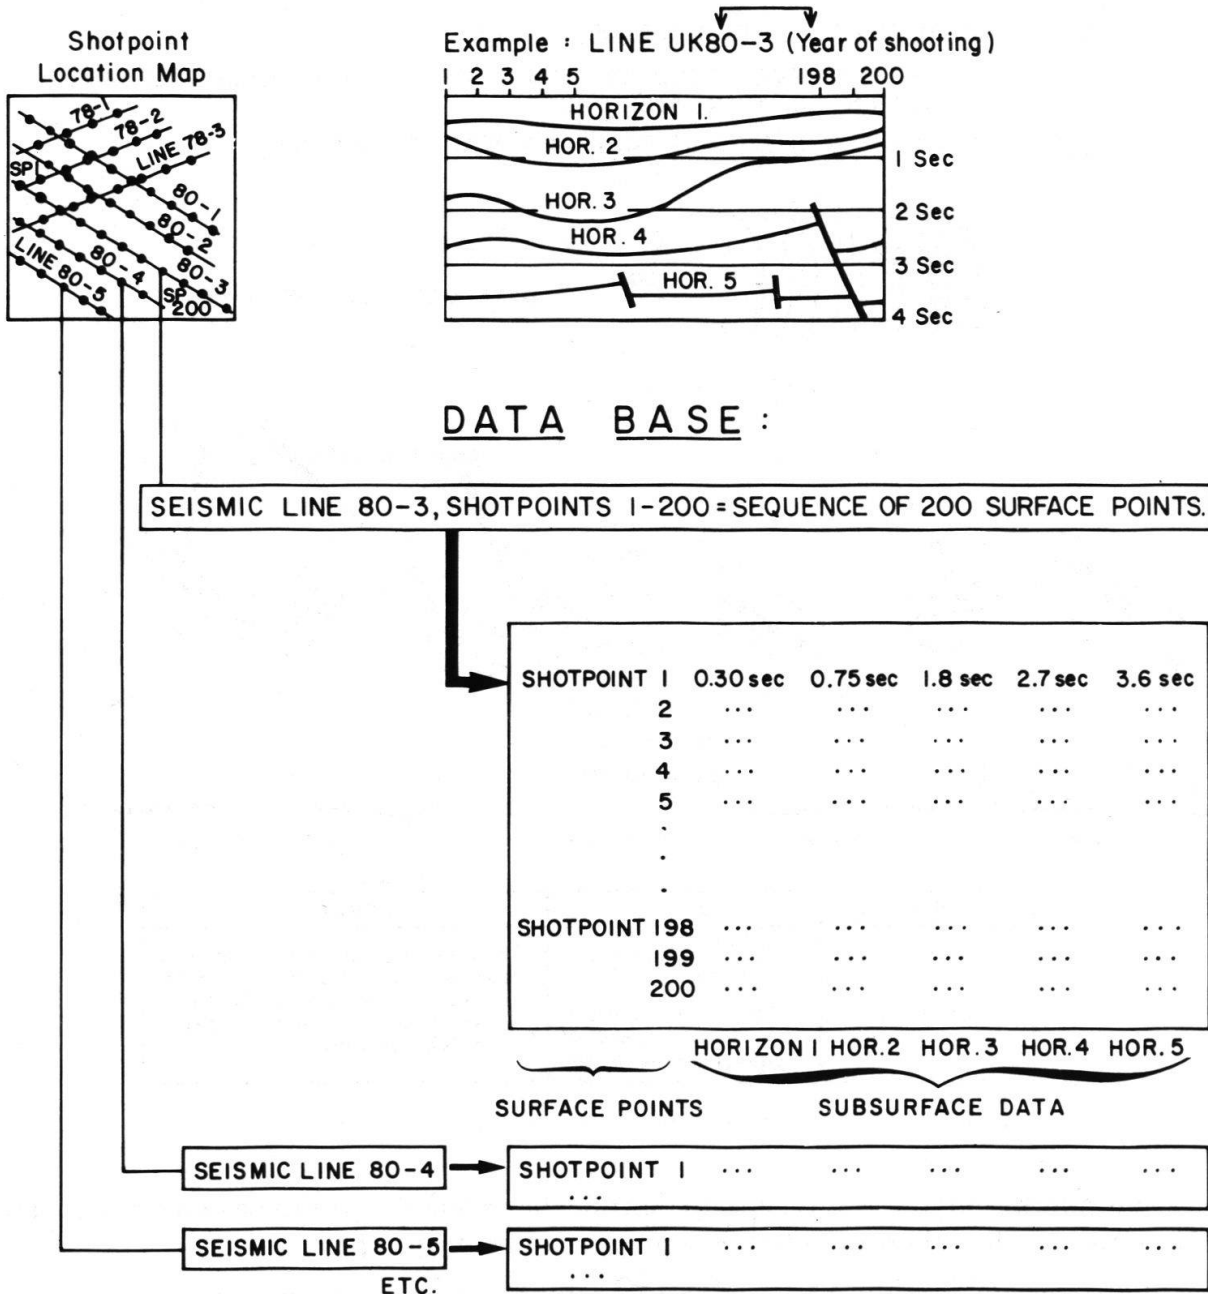 Shotpoint
Location Map
78-1
78-2
LINE 78-3
SP
1
80-1
80-2
80-3
80-4
LINE 80-5
SP
200
Example : LINE UK80-3 (Year of shooting)
1 2 3 4 5 198 200
HORIZON 1.
HOR. 2
1 Sec
HOR. 3
2 Sec
HOR. 4
3 Sec
HOR. 5
4 Sec
DATA BASE :
SEISMIC LINE 80-3, SHOTPOINTS 1-200 = SEQUENCE OF 200 SURFACE POINTS.
SHOTPOINT 1 0.30 sec 0.75 sec 1.8 sec 2.7 sec 3.6 sec
2 ... ... ... ... ...
3 ... ... ... ... ...
4 ... ... ... ... ...
5 ... ... ... ... ...
.
.
.
SHOTPOINT 198 ... ... ... ... ...
199 ... ... ... ... ...
200 ... ... ... ... ...
HORIZON 1 HOR.2 HOR.3 HOR.4 HOR.5
SURFACE POINTS SUBSURFACE DATA
SEISMIC LINE 80-4 SHOTPOINT 1 ... ... ... ... ...
...
SEISMIC LINE 80-5 SHOTPOINT 1 ... ... ... ... ...
...
ETC.